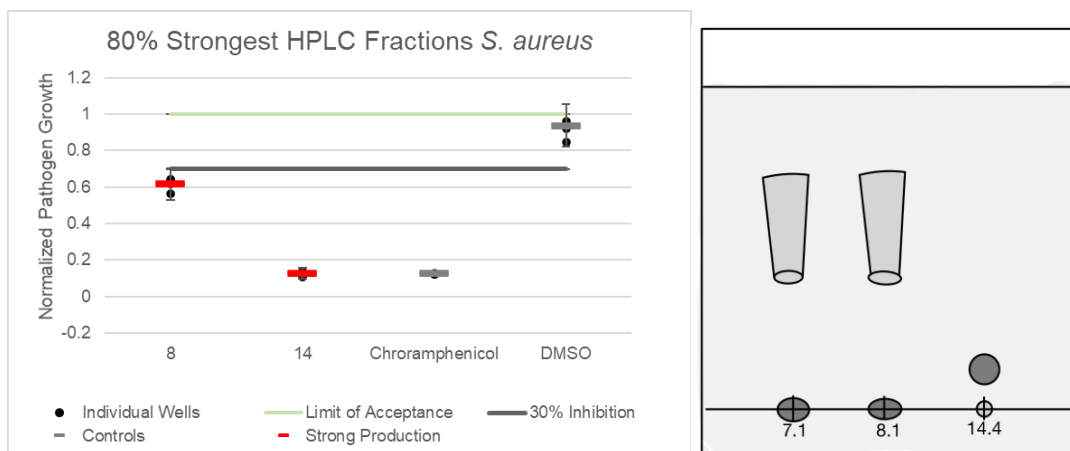 80% Strongest HPLC Fractions S. aureus
Normalized Pathogen Growth
1.2
1
0.8
0.6
0.4
0.2
0
-0.2
8 14 Chroramphenicol DMSO
Individual Wells Limit of Acceptance 30% Inhibition
Controls Strong Production
7.1 8.1 14.4